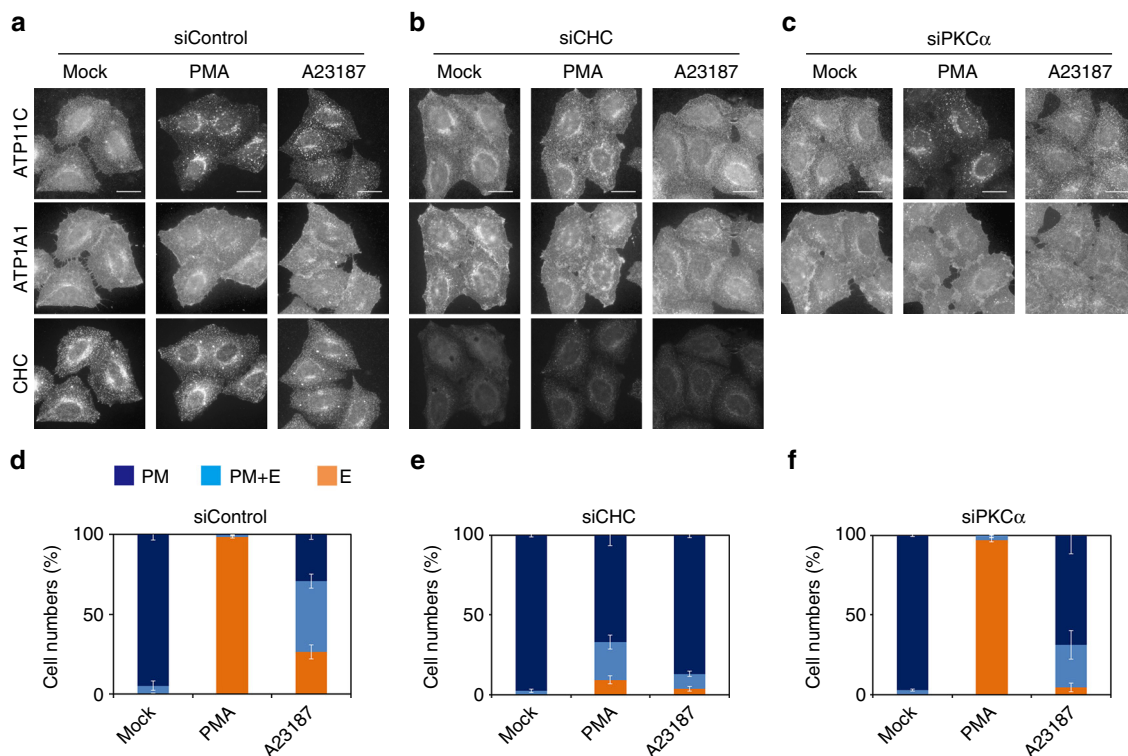 a
siControl
Mock PMA A23187
b
siCHC
Mock PMA A23187
c
siPKCα
Mock PMA A23187
ATP11C
ATP1A1
CHC
d
PM PM+E E
siControl
Cell numbers (%)
100
50
0
Mock PMA A23187
e
siCHC
Cell numbers (%)
100
50
0
Mock PMA A23187
f
siPKCα
Cell numbers (%)
100
50
0
Mock PMA A23187